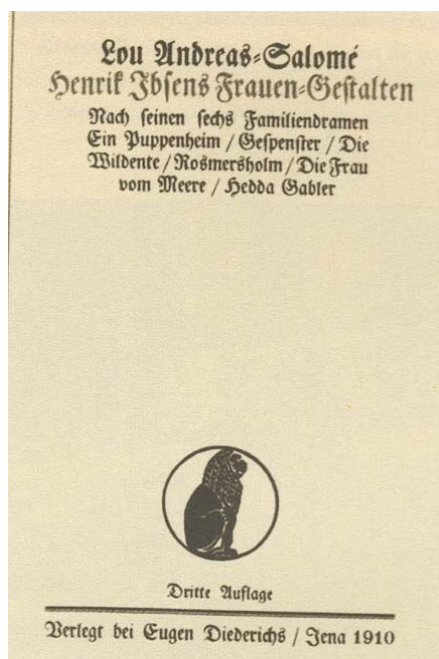 Lou Andreas-Salomé
Henrik Ibsens Frauen-Gestalten
Nach seinen sechs Familiendramen
Ein Puppenheim / Gespenster / Die
Wildente / Rosmersholm / Die Frau
vom Meere / Hedda Gabler
Dritte Auflage
Verlegt bei Eugen Diederichs / Jena 1910